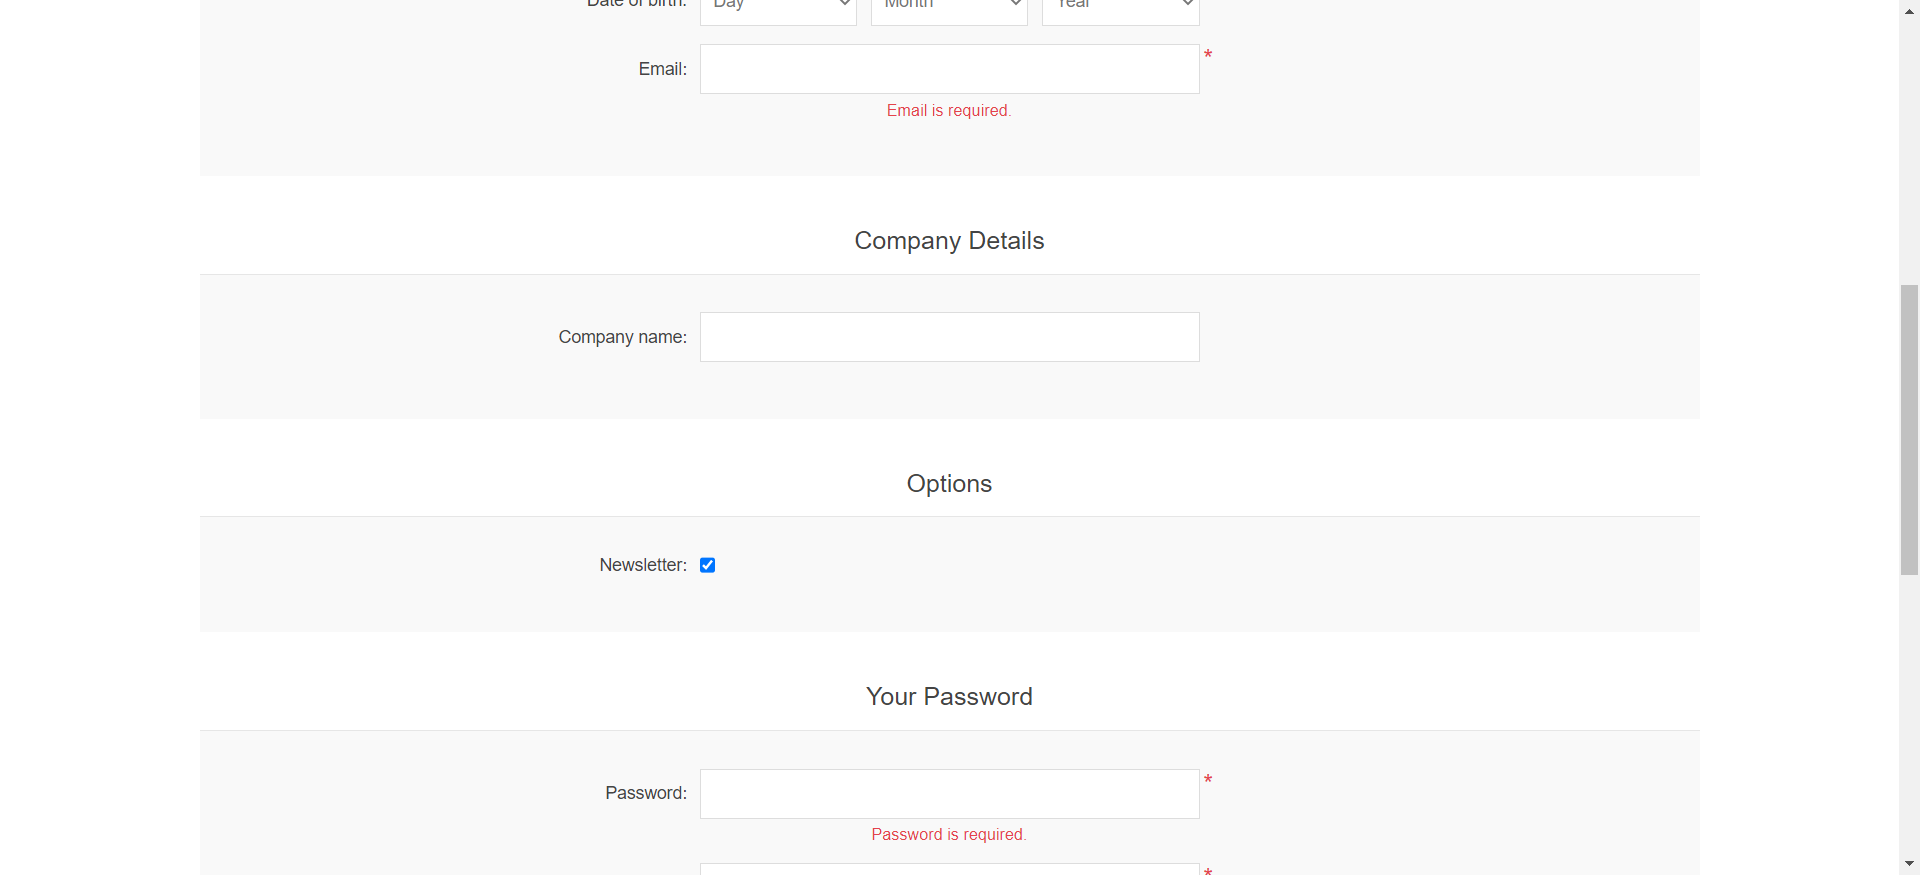 Date of birth: Day Month Year
Email: *
Email is required.
Company Details
Company name:
Options
Newsletter:
Your Password
Password: *
Password is required.
*